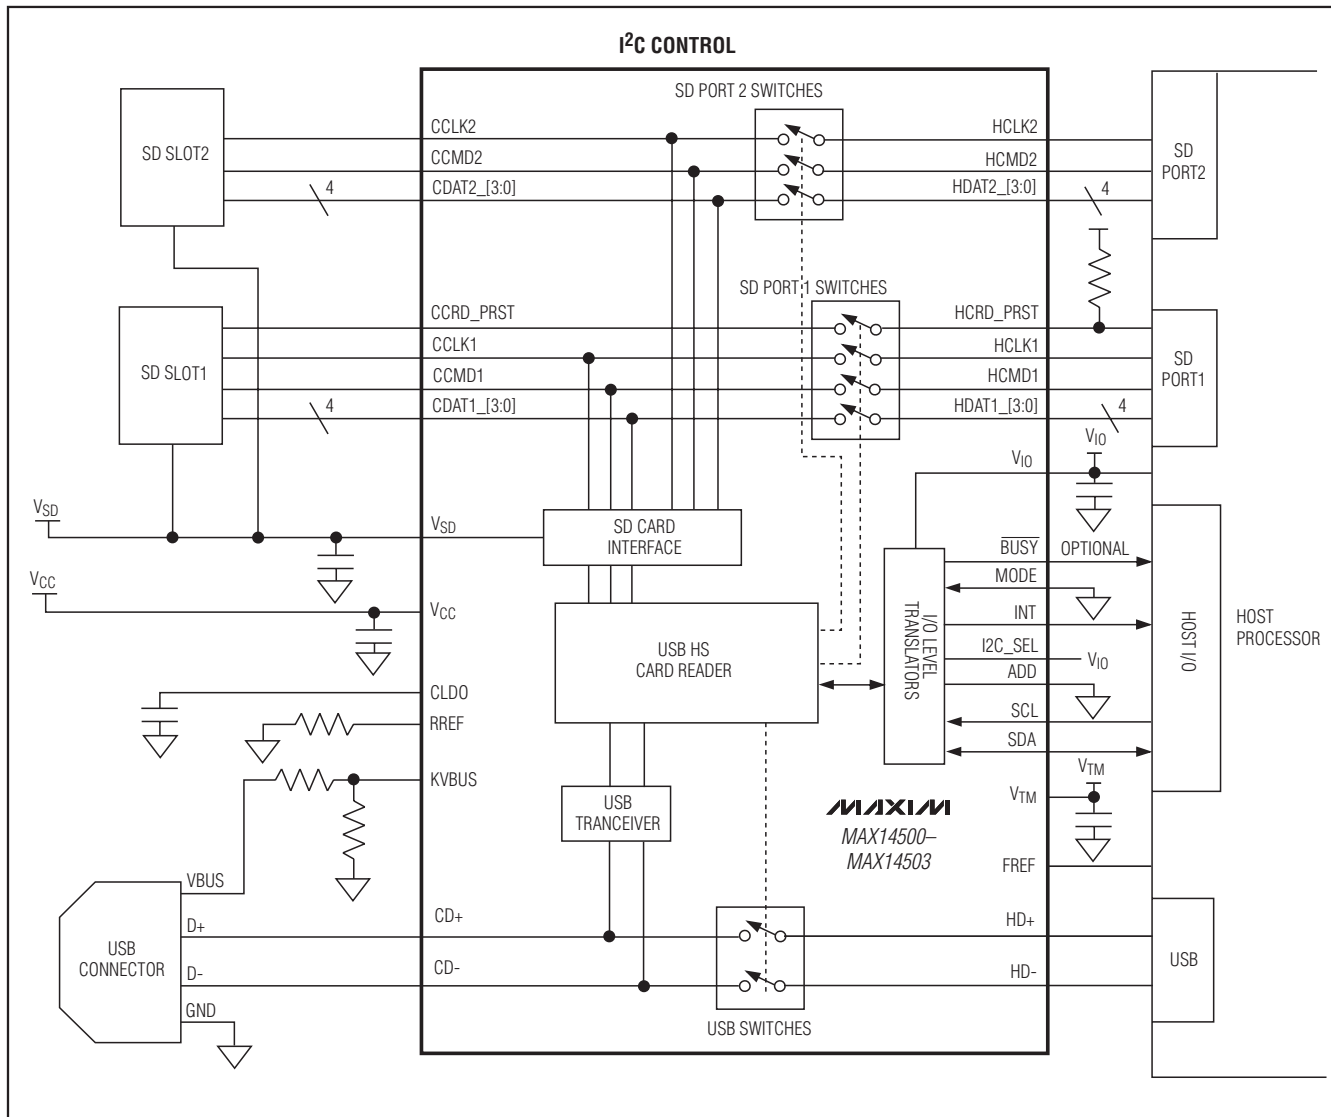 I2C CONTROL
SD PORT 2 SWITCHES
SD SLOT2
CCLK2
HCLK2
SD PORT2
CCMD2
HCMD2
4
CDAT2_[3:0]
HDAT2_[3:0]
4
SD PORT 1 SWITCHES
SD SLOT1
CCRD_PRST
HCRD_PRST
CCLK1
HCLK1
SD PORT1
CCMD1
HCMD1
4
CDAT1_[3:0]
HDAT1_[3:0]
4
VIO
VIO
VSD
VSD
SD CARD
INTERFACE
BUSY
OPTIONAL
MODE
VCC
VCC
I/O LEVEL
TRANSLATORS
INT
HOST I/O
HOST
PROCESSOR
USB HS
CARD READER
I2C_SEL
VIO
ADD
CLDO
SCL
RREF
SDA
KVBUS
VTM
VTM
USB
TRANCEIVER
MAXIM
MAX14500–
MAX14503
FREF
VBUS
USB
CONNECTOR
D+
CD+
HD+
USB
D-
CD-
HD-
GND
USB SWITCHES